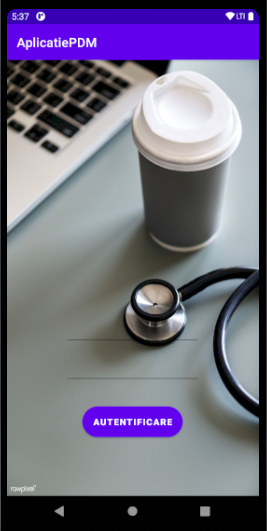 5:37
LTE
AplicatiePDM
AUTENTIFICARE
rawpixel